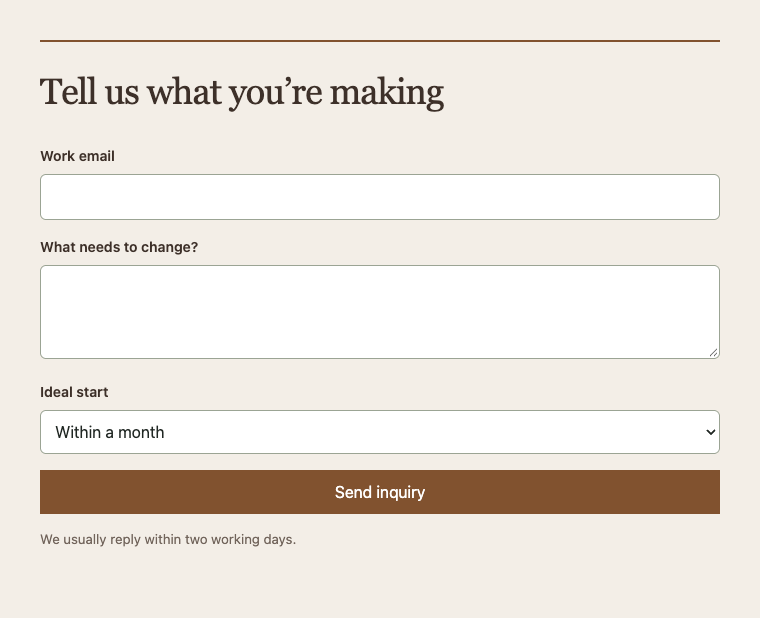 Tell us what you’re making
Work email
What needs to change?
Ideal start
Within a month
Send inquiry
We usually reply within two working days.